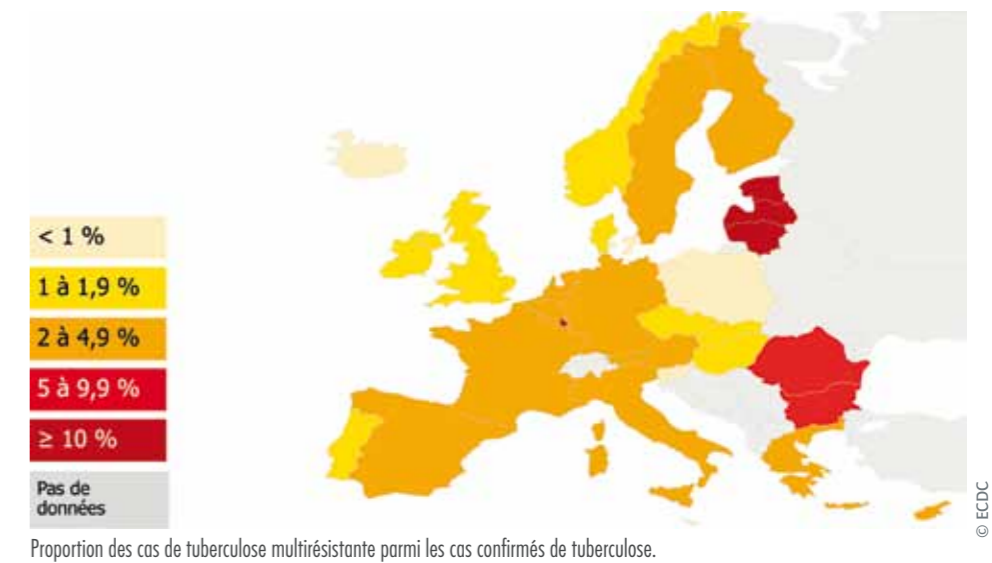 < 1 %
1 à 1,9 %
2 à 4,9 %
5 à 9,9 %
≥ 10 %
Pas de
données
© ECDC
Proportion des cas de tuberculose multirésistante parmi les cas confirmés de tuberculose.